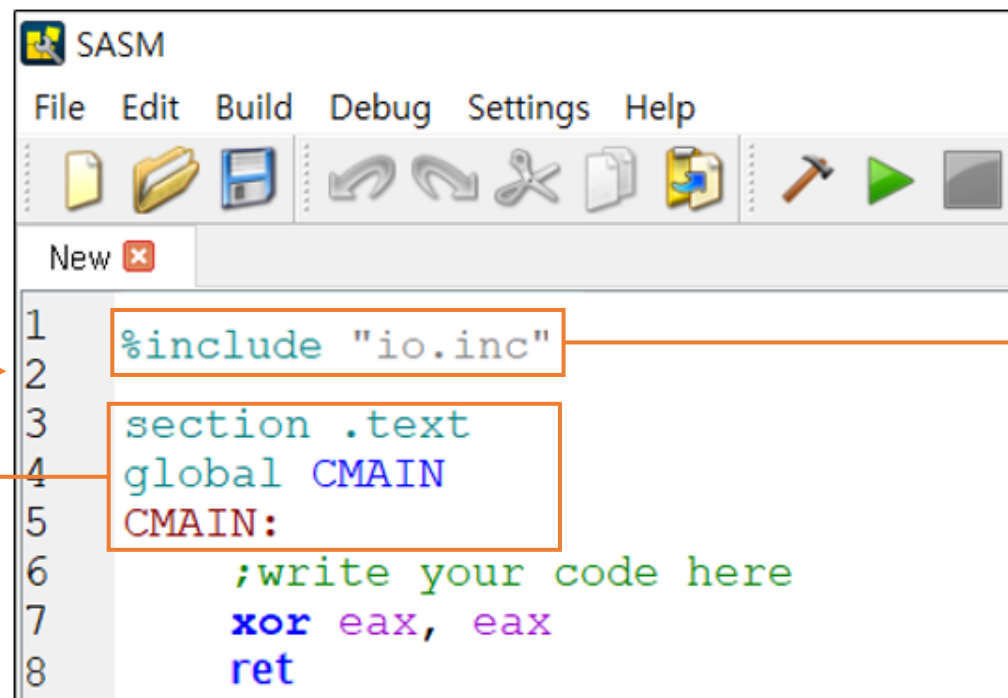 SASM
File Edit Build Debug Settings Help
New
1 %include "io.inc"
2
3 section .text
4 global CMAIN
5 CMAIN:
6 ;write your code here
7 xor eax, eax
8 ret